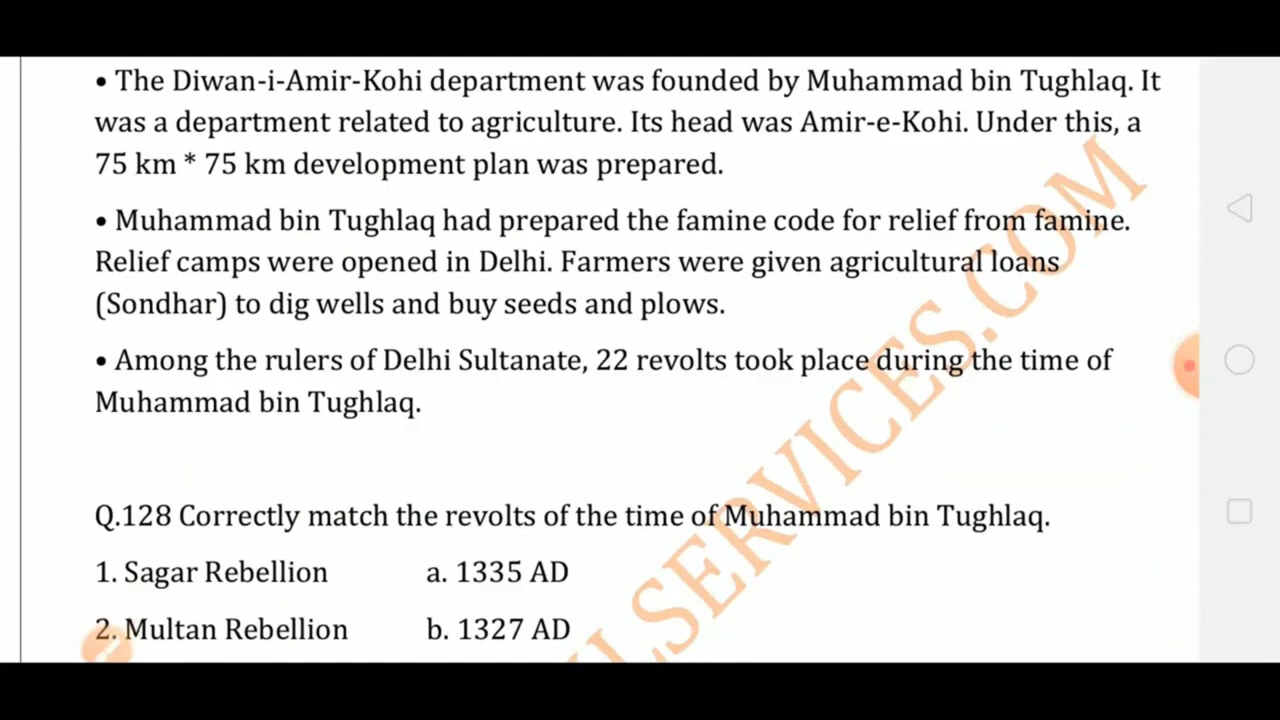 • The Diwan-i-Amir-Kohi department was founded by Muhammad bin Tughlaq. It
was a department related to agriculture. Its head was Amir-e-Kohi. Under this, a
75 km * 75 km development plan was prepared.
• Muhammad bin Tughlaq had prepared the famine code for relief from famine.
Relief camps were opened in Delhi. Farmers were given agricultural loans
(Sondhar) to dig wells and buy seeds and plows.
• Among the rulers of Delhi Sultanate, 22 revolts took place during the time of
Muhammad bin Tughlaq.
Q.128 Correctly match the revolts of the time of Muhammad bin Tughlaq.
1. Sagar Rebellion a. 1335 AD
2. Multan Rebellion b. 1327 AD
LSERVICES.COM